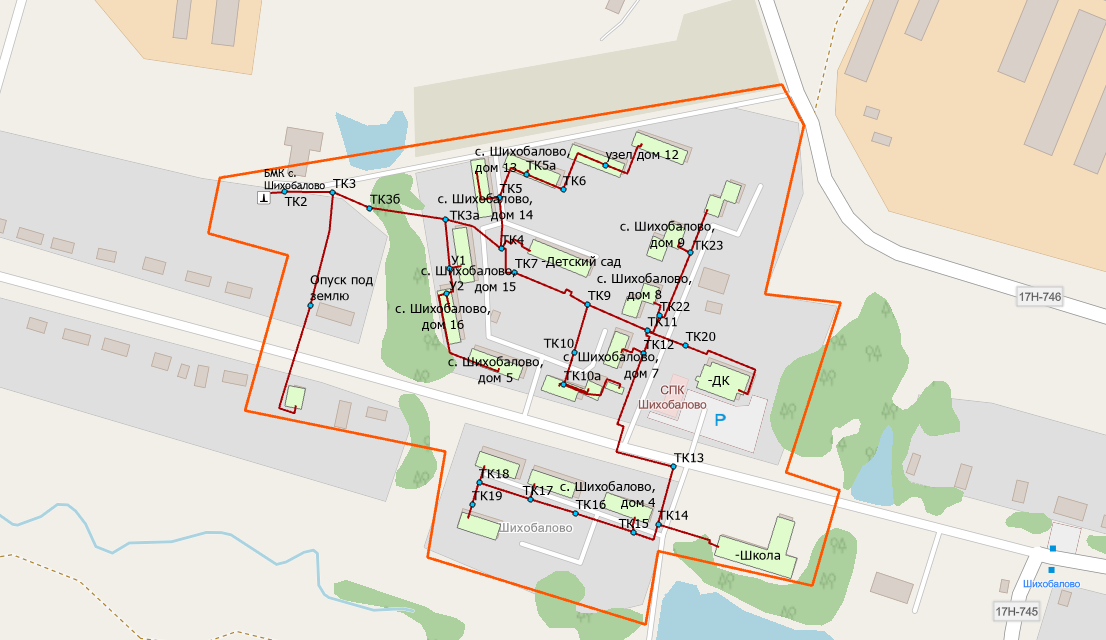 с. Шихобалово,
дом 13
узел дом 12
ТК5а
ТК6
БМК с.
Шихобалово
ТК2
ТК3
ТК3б
ТК5
с. Шихобалово,
дом 14
ТК3а
ТК4
с. Шихобалово,
дом 9
ТК23
-Детский сад
У1
ТК7
с. Шихобалово,
дом 15
У2
Опуск под
землю
с. Шихобалово,
дом 8
ТК9
ТК22
17Н-746
с. Шихобалово,
дом 16
ТК11
ТК20
ТК10
ТК12
с. Шихобалово,
дом 7
с. Шихобалово,
дом 5
ТК10а
-ДК
СПК
Шихобалово
P
ТК13
ТК18
ТК17
с. Шихобалово,
дом 4
ТК19
ТК16
ТК14
ТК15
Шихобалово
-Школа
Шихобалово
17Н-745